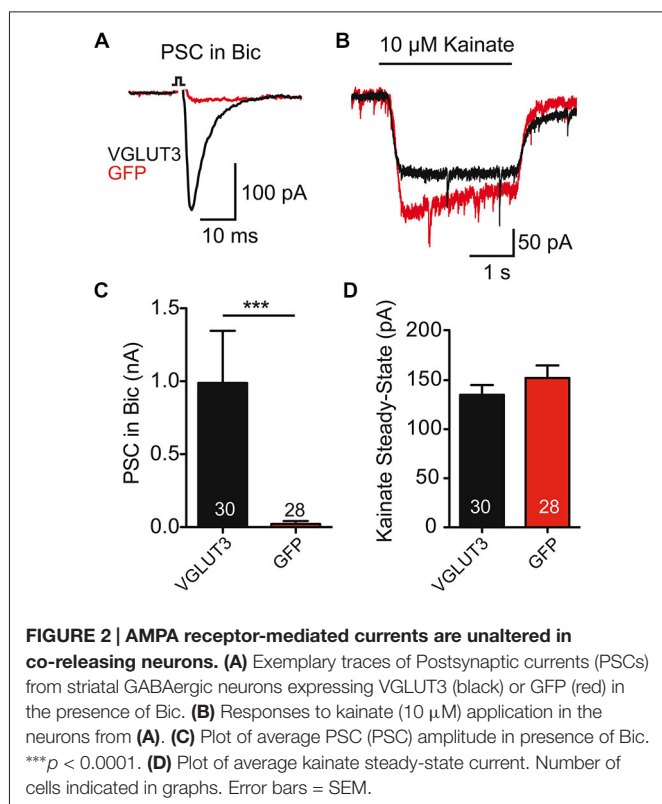 A
PSC in Bic
VGLUT3
GFP
100 pA
10 ms
B
10 µM Kainate
50 pA
1 s
C
PSC in Bic (nA)
1.5
1.0
0.5
0.0
***
30
28
VGLUT3
GFP
D
Kainate Steady-State (pA)
200
150
100
50
0
30
28
VGLUT3
GFP
FIGURE 2 | AMPA receptor-mediated currents are unaltered in
co-releasing neurons. (A) Exemplary traces of Postsynaptic currents (PSCs)
from striatal GABAergic neurons expressing VGLUT3 (black) or GFP (red) in
the presence of Bic. (B) Responses to kainate (10 µM) application in the
neurons from (A). (C) Plot of average PSC (PSC) amplitude in presence of Bic.
***p < 0.0001. (D) Plot of average kainate steady-state current. Number of
cells indicated in graphs. Error bars = SEM.